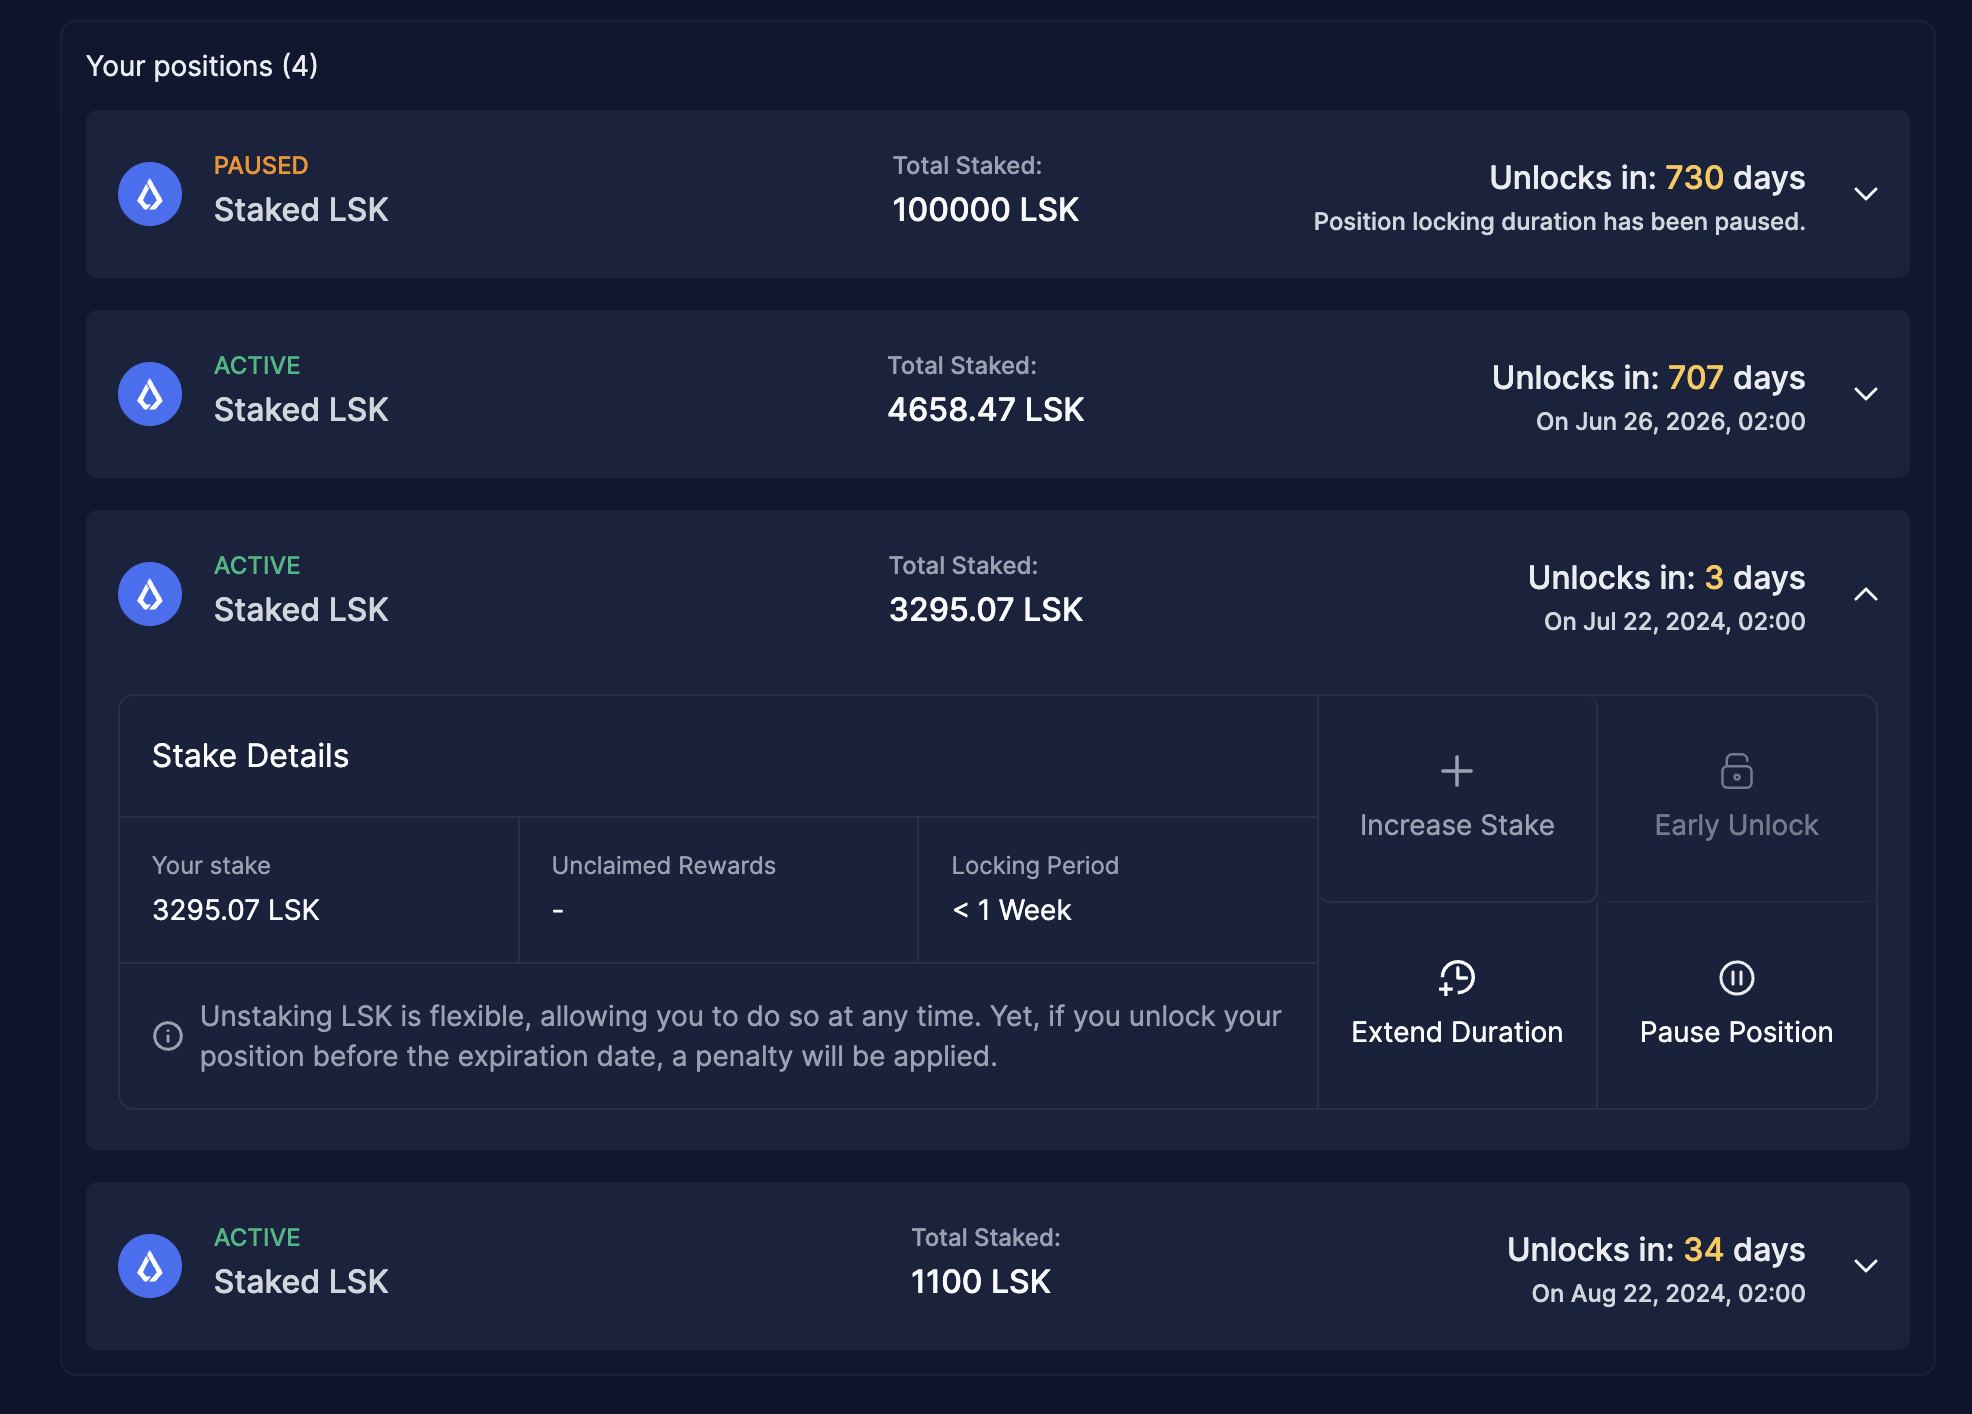 Your positions (4)
PAUSED
Staked LSK
Total Staked:
100000 LSK
Unlocks in: 730 days
Position locking duration has been paused.
ACTIVE
Staked LSK
Total Staked:
4658.47 LSK
Unlocks in: 707 days
On Jun 26, 2026, 02:00
ACTIVE
Staked LSK
Total Staked:
3295.07 LSK
Unlocks in: 3 days
On Jul 22, 2024, 02:00
Stake Details
Your stake
3295.07 LSK
Unclaimed Rewards
-
Locking Period
< 1 Week
Unstaking LSK is flexible, allowing you to do so at any time. Yet, if you unlock your
position before the expiration date, a penalty will be applied.
Increase Stake
Early Unlock
Extend Duration
Pause Position
ACTIVE
Staked LSK
Total Staked:
1100 LSK
Unlocks in: 34 days
On Aug 22, 2024, 02:00